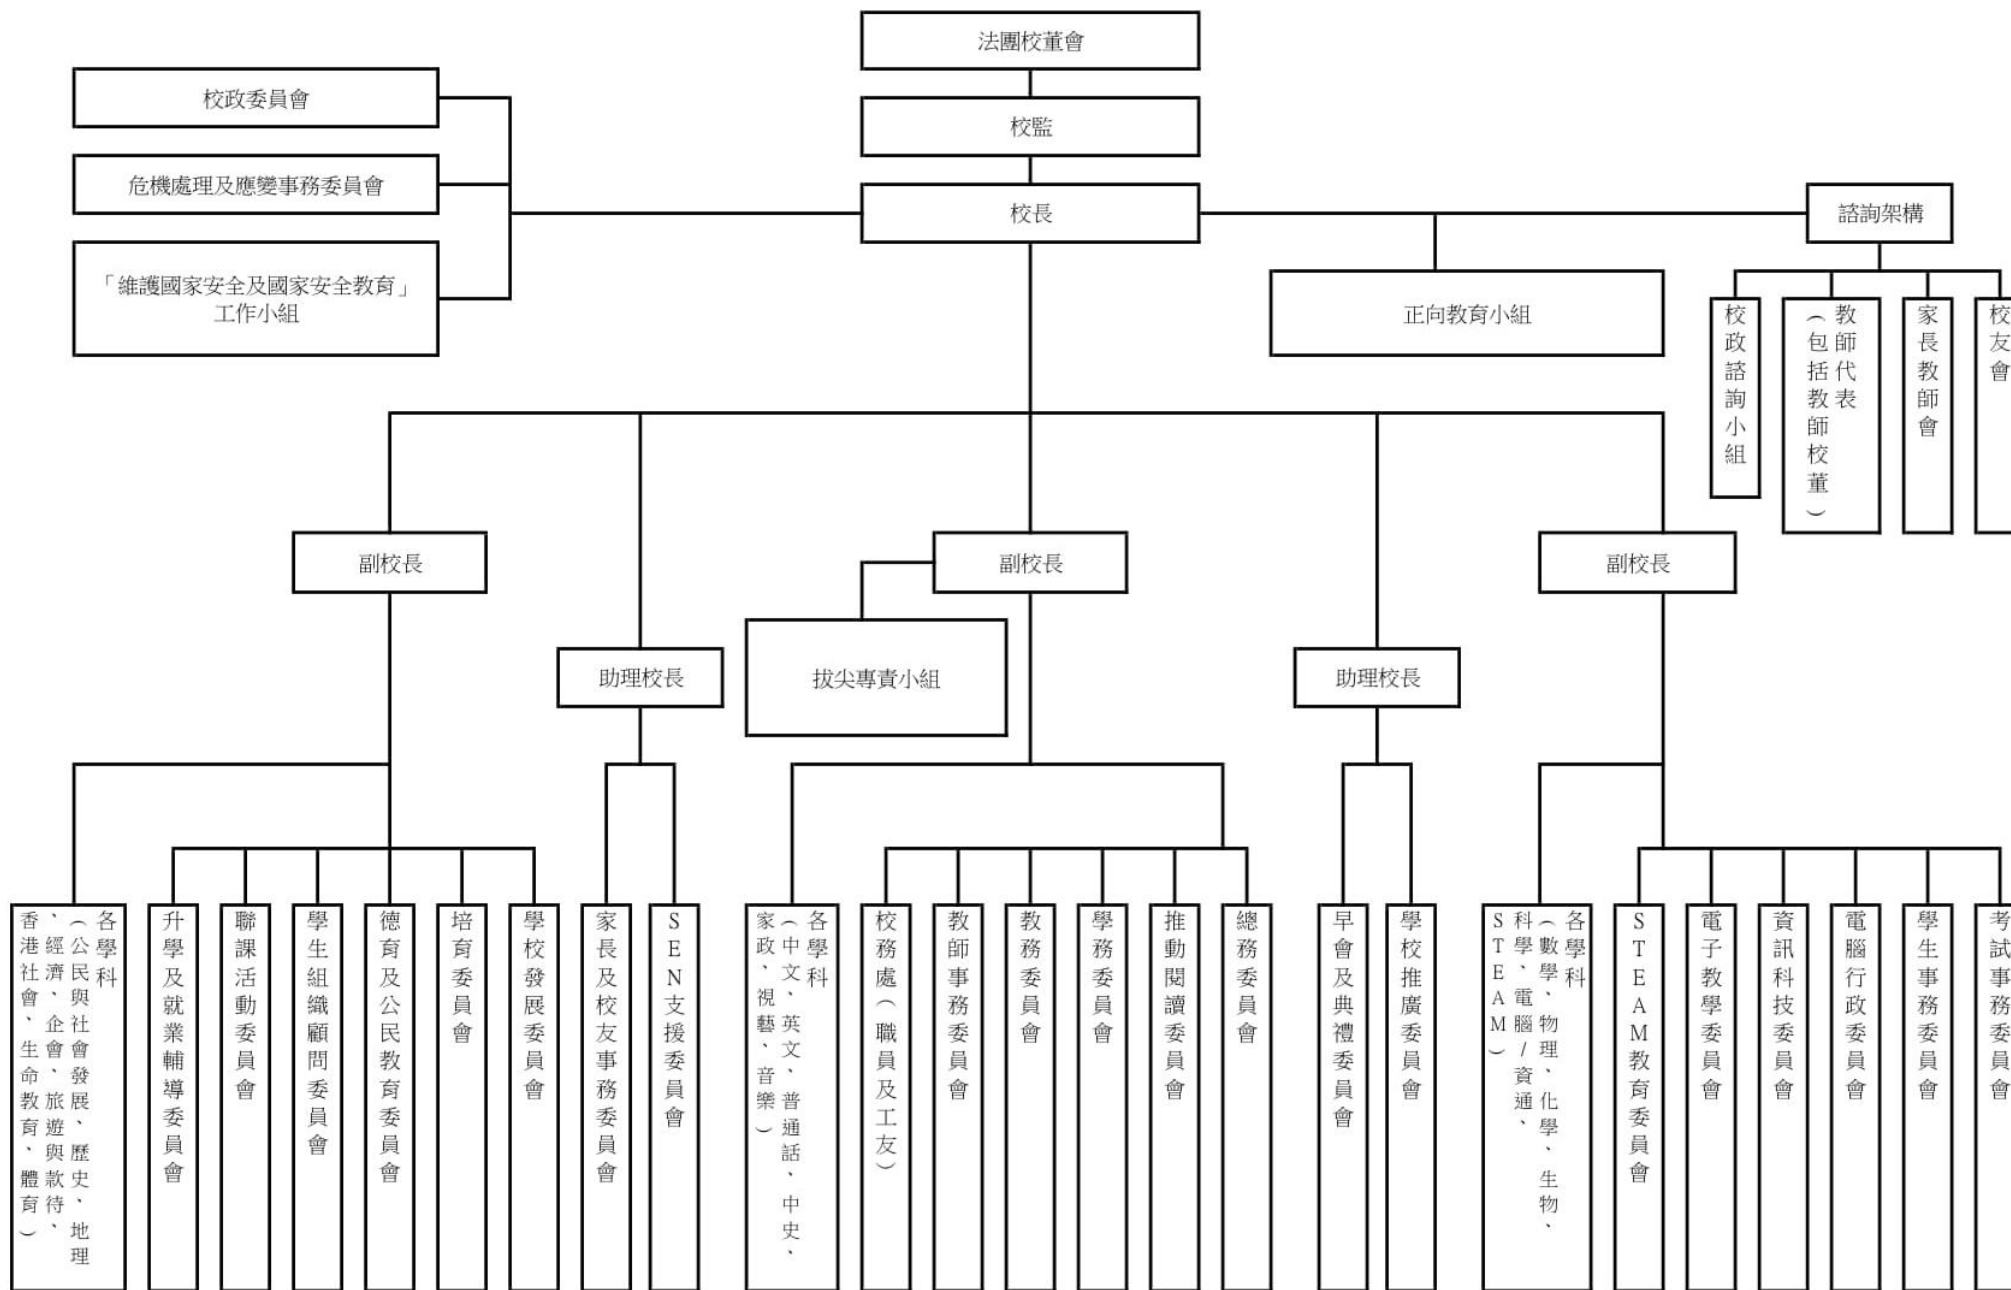 法團校董會
校政委員會
校監
危機處理及應變事務委員會
校長
諮詢架構
「維護國家安全及國家安全教育」
工作小組
正向教育小組
校政諮詢小組
教師代表
（包括教師校董）
家長教師會
校友會
副校長
副校長
副校長
助理校長
拔尖專責小組
助理校長
各學科
（公民與社會發展、歷史、地理
、經濟、企會、旅遊與款待、
香港社會、生命教育、體育）
升學及就業輔導委員會
聯課活動委員會
學生組織顧問委員會
德育及公民教育委員會
培育委員會
學校發展委員會
家長及校友事務委員會
SEN支援委員會
各學科
（中文、英文、普通話、中史、
家政、視藝、音樂）
校務處（職員及工友）
教師事務委員會
教務委員會
學務委員會
推動閱讀委員會
總務委員會
早會及典禮委員會
學校推廣委員會
各學科
（數學、物理、化學、生物、
科學、電腦/資通、
STEAM）
STEAM教育委員會
電子教學委員會
資訊科技委員會
電腦行政委員會
學生事務委員會
考試事務委員會